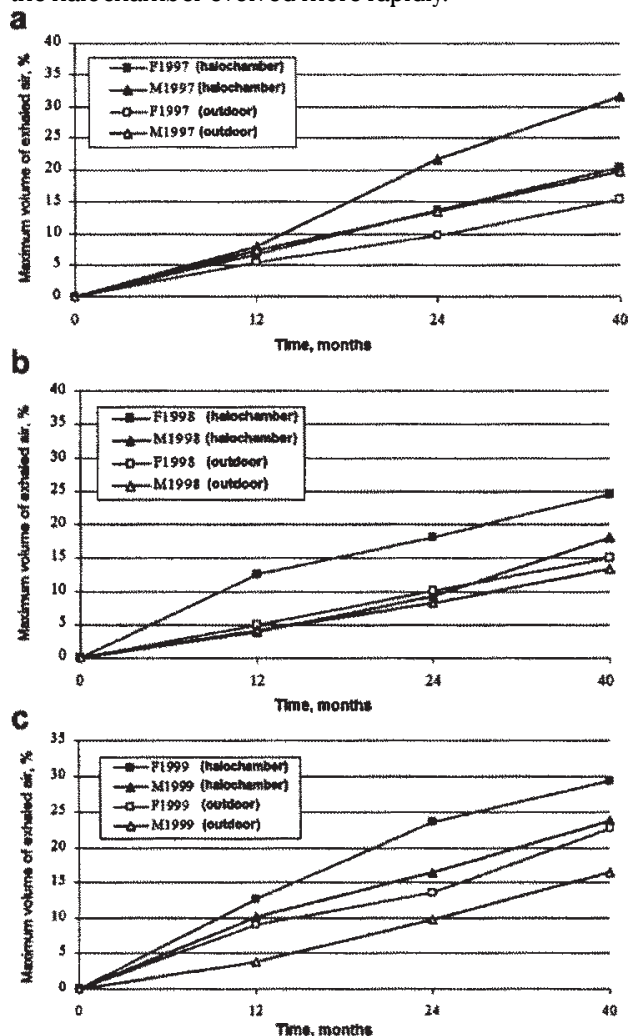 the halochamber evolved more rapidly.
a
Maximum volume of exhaled air, %
40
35
30
25
20
15
10
5
0
F1997 (halochamber)
M1997 (halochamber)
F1997 (outdoor)
M1997 (outdoor)
0 12 24 40
Time, months
b
Maximum volume of exhaled air, %
40
35
30
25
20
15
10
5
0
F1998 (halochamber)
M1998 (halochamber)
F1998 (outdoor)
M1998 (outdoor)
0 12 24 40
Time, months
c
Maximum volume of exhaled air, %
35
30
25
20
15
10
5
0
F1999 (halochamber)
M1999 (halochamber)
F1999 (outdoor)
M1999 (outdoor)
0 12 24 40
Time, months